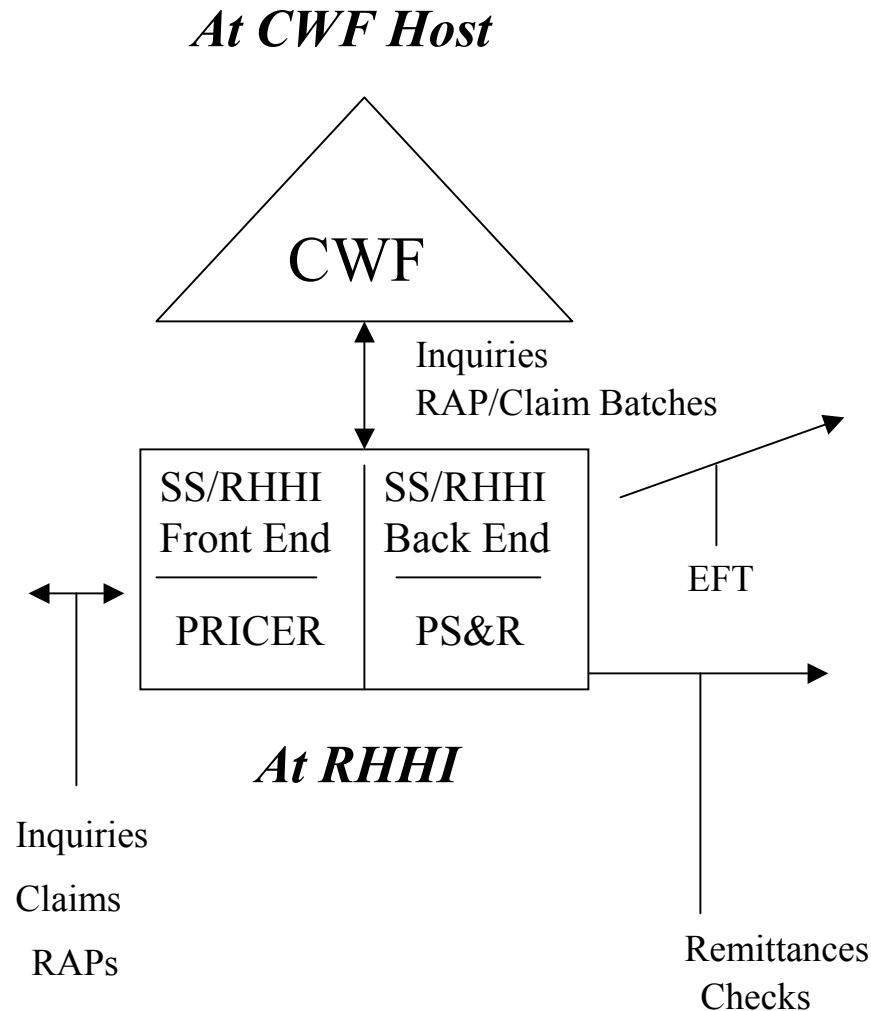 At CWF Host
CWF
Inquiries
RAP/Claim Batches
SS/RHHI
Front End
PRICER
SS/RHHI
Back End
PS&R
EFT
At RHHI
Inquiries
Claims
RAPs
Remittances
Checks